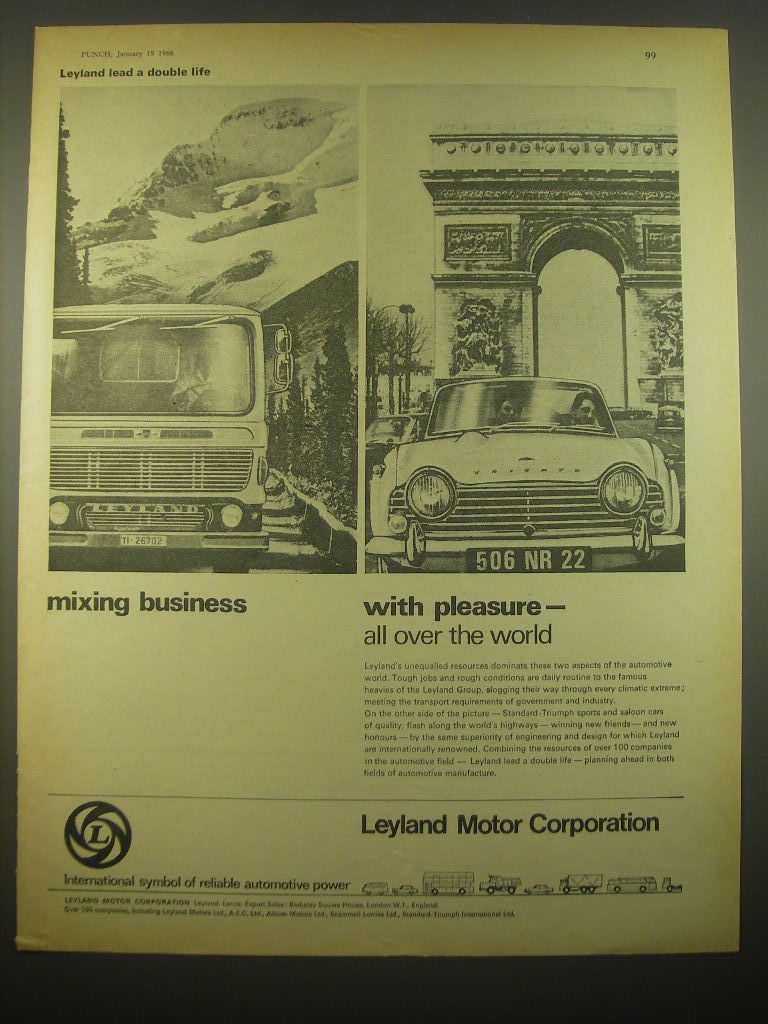 PUNCH, January 19 1966
99
Leyland lead a double life
LEYLAND
TI·26702
TRIUMPH
506 NR 22
mixing business
with pleasure—
all over the world
Leyland's unequalled resources dominate these two aspects of the automotive
world. Tough jobs and rough conditions are daily routine to the famous
heavies of the Leyland Group, slogging their way through every climatic extreme;
meeting the transport requirements of government and industry.
On the other side of the picture — Standard-Triumph sports and saloon cars
of quality, flash along the world's highways — winning new friends — and new
honours — by the same superiority of engineering and design for which Leyland
are internationally renowned. Combining the resources of over 100 companies
in the automotive field — Leyland lead a double life — planning ahead in both
fields of automotive manufacture.
L
Leyland Motor Corporation
International symbol of reliable automotive power
LEYLAND MOTOR CORPORATION Leyland, Lancs. Export Sales: Berkeley Square House, London W.1., England.
Over 100 companies, including Leyland Motors Ltd., A.E.C. Ltd., Albion Motors Ltd., Scammell Lorries Ltd., Standard-Triumph International Ltd.